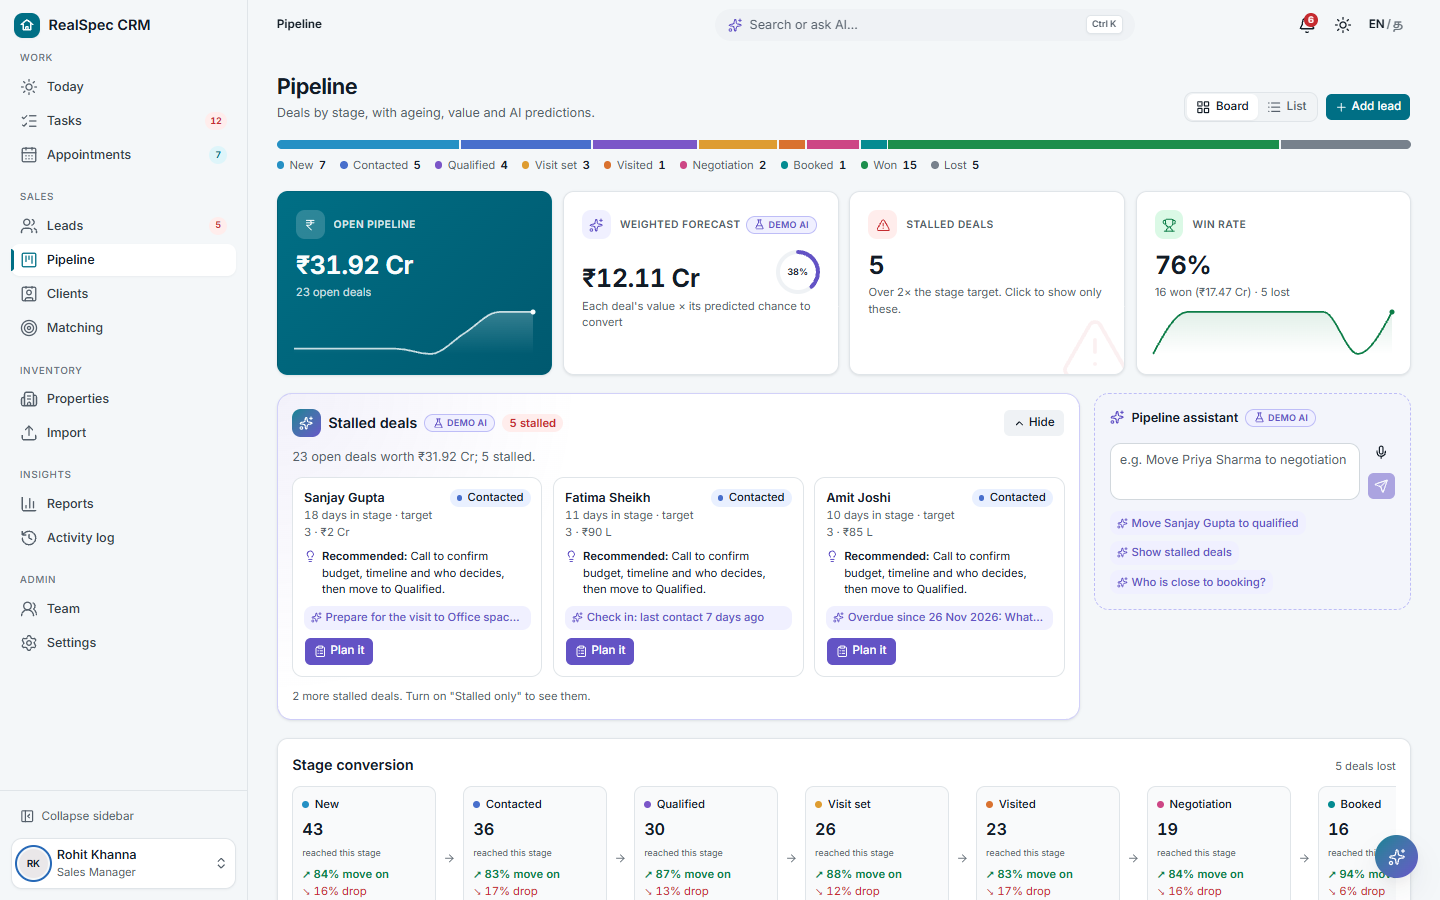 RealSpec CRM
WORK
Today
Tasks 12
Appointments 7
SALES
Leads 5
Pipeline
Clients
Matching
INVENTORY
Properties
Import
INSIGHTS
Reports
Activity log
ADMIN
Team
Settings
Collapse sidebar
RK
Rohit Khanna
Sales Manager
Pipeline
Search or ask AI...
Ctrl K
6
EN / த
Pipeline
Deals by stage, with ageing, value and AI predictions.
Board
List
+ Add lead
New 7
Contacted 5
Qualified 4
Visit set 3
Visited 1
Negotiation 2
Booked 1
Won 15
Lost 5
₹ OPEN PIPELINE
₹31.92 Cr
23 open deals
WEIGHTED FORECAST DEMO AI
₹12.11 Cr
38%
Each deal's value × its predicted chance to
convert
STALLED DEALS
5
Over 2× the stage target. Click to show only
these.
WIN RATE
76%
16 won (₹17.47 Cr) · 5 lost
Stalled deals DEMO AI 5 stalled
Hide
23 open deals worth ₹31.92 Cr; 5 stalled.
Sanjay Gupta Contacted
18 days in stage · target
3 · ₹2 Cr
Recommended: Call to confirm
budget, timeline and who decides,
then move to Qualified.
Prepare for the visit to Office spac...
Plan it
Fatima Sheikh Contacted
11 days in stage · target
3 · ₹90 L
Recommended: Call to confirm
budget, timeline and who decides,
then move to Qualified.
Check in: last contact 7 days ago
Plan it
Amit Joshi Contacted
10 days in stage · target
3 · ₹85 L
Recommended: Call to confirm
budget, timeline and who decides,
then move to Qualified.
Overdue since 26 Nov 2026: What...
Plan it
2 more stalled deals. Turn on "Stalled only" to see them.
Pipeline assistant DEMO AI
e.g. Move Priya Sharma to negotiation
Move Sanjay Gupta to qualified
Show stalled deals
Who is close to booking?
Stage conversion
5 deals lost
New
43
reached this stage
↗ 84% move on
↘ 16% drop
→
Contacted
36
reached this stage
↗ 83% move on
↘ 17% drop
→
Qualified
30
reached this stage
↗ 87% move on
↘ 13% drop
→
Visit set
26
reached this stage
↗ 88% move on
↘ 12% drop
→
Visited
23
reached this stage
↗ 83% move on
↘ 17% drop
→
Negotiation
19
reached this stage
↗ 84% move on
↘ 16% drop
→
Booked
16
reached
↗ 94%
↘ 6% drop